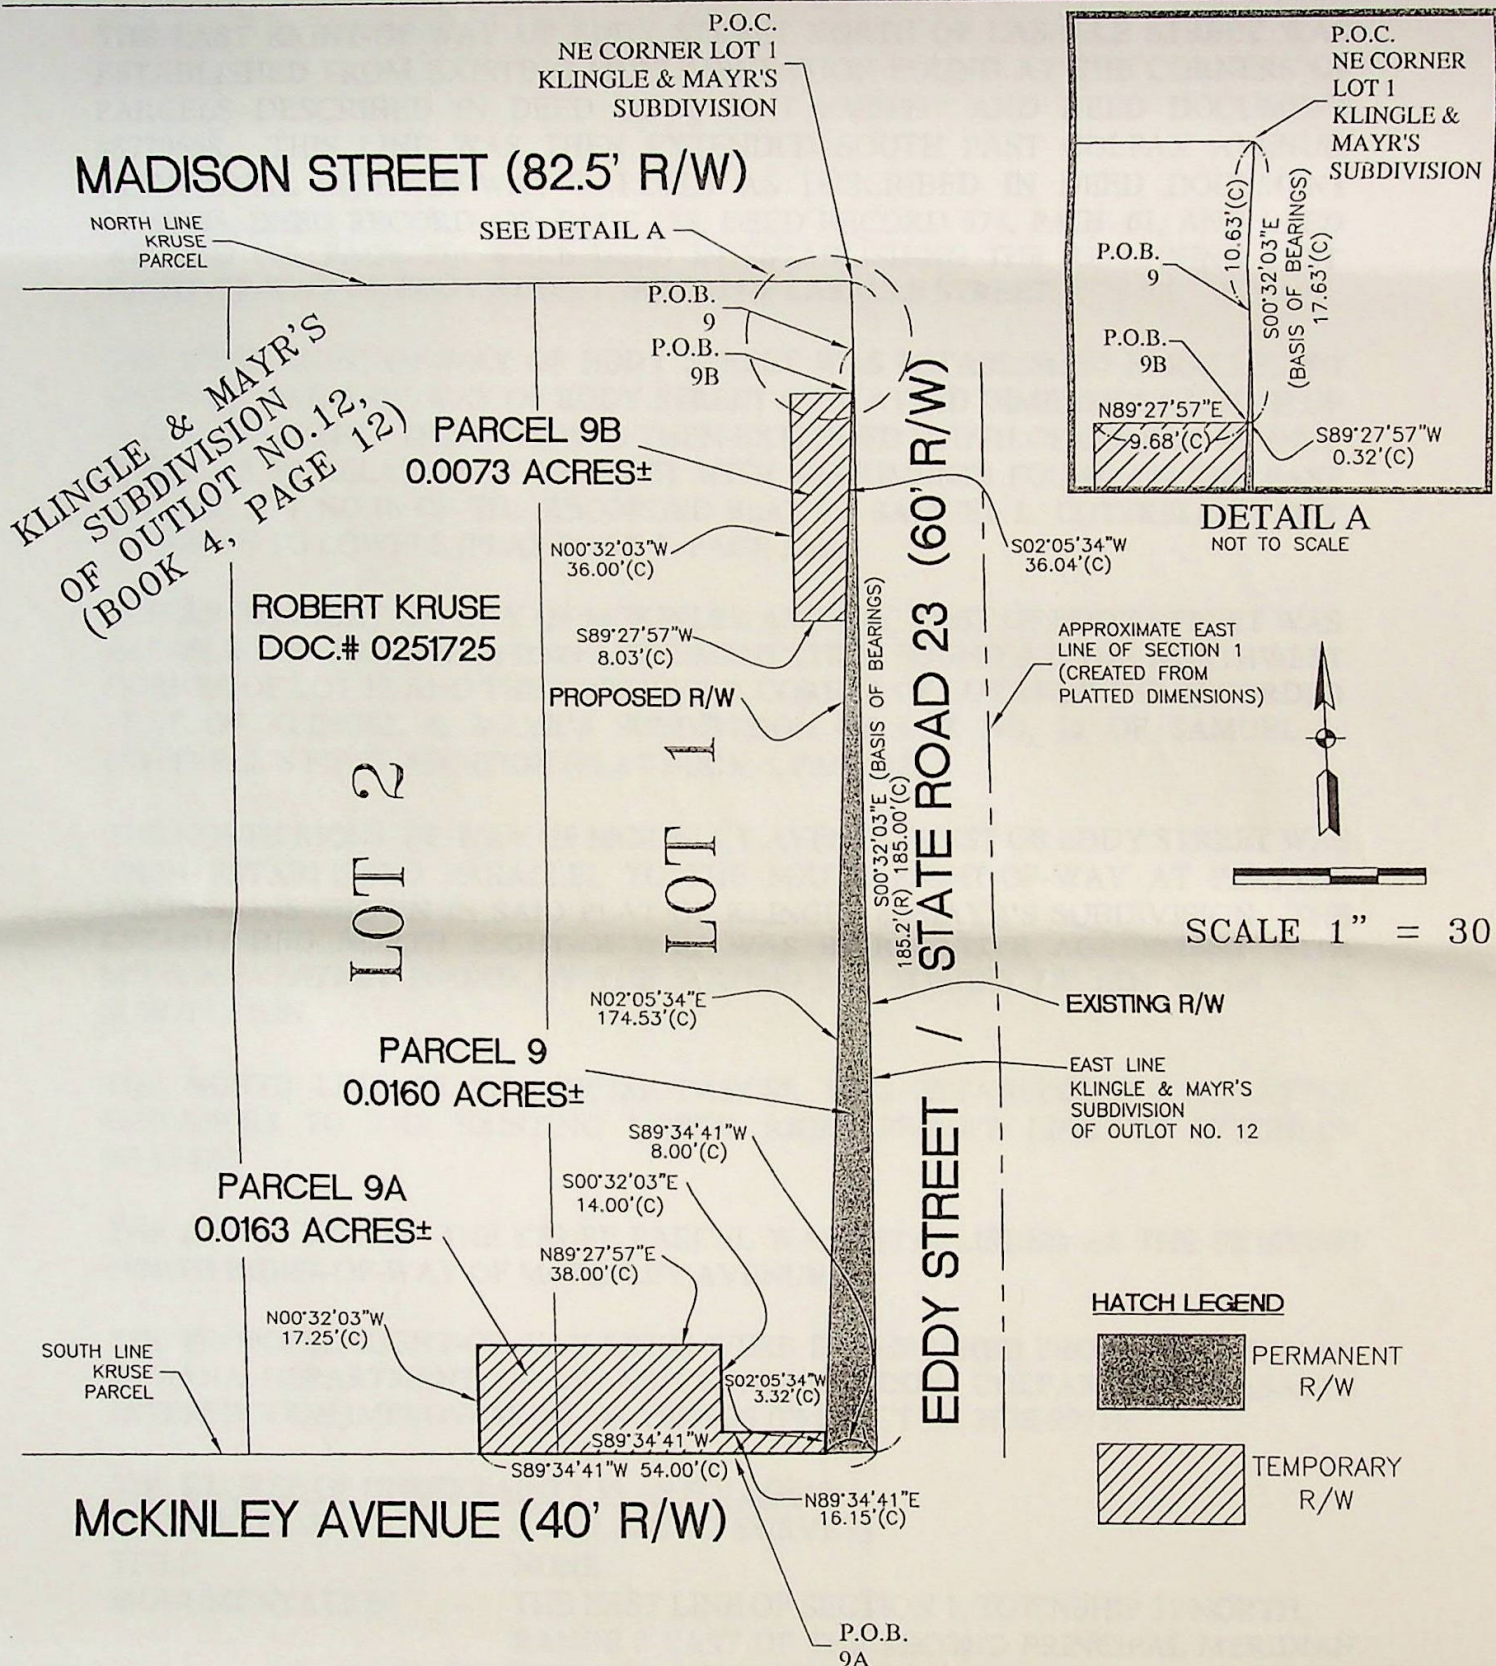 P.O.C.
NE CORNER LOT 1
KLINGLE & MAYR'S
SUBDIVISION
MADISON STREET (82.5' R/W)
NORTH LINE
KRUSE
PARCEL
SEE DETAIL A
P.O.B.
9
P.O.B.
9B
KLINGLE & MAYR'S
SUBDIVISION
OF OUTLOT NO.12,
(BOOK 4, PAGE 12)
PARCEL 9B
0.0073 ACRES±
N00°32'03"W
36.00'(C)
S02°05'34"W
36.04'(C)
ROBERT KRUSE
DOC.# 0251725
S89°27'57"W
8.03'(C)
PROPOSED R/W
LOT 2
LOT 1
S00°32'03"E (BASIS OF BEARINGS)
185.2'(R) 185.00'(C)
EDDY STREET / STATE ROAD 23 (60' R/W)
APPROXIMATE EAST
LINE OF SECTION 1
(CREATED FROM
PLATTED DIMENSIONS)
SCALE 1" = 30
N02°05'34"E
174.53'(C)
EXISTING R/W
PARCEL 9
0.0160 ACRES±
EAST LINE
KLINGLE & MAYR'S
SUBDIVISION
OF OUTLOT NO. 12
S89°34'41"W
8.00'(C)
S00°32'03"E
14.00'(C)
PARCEL 9A
0.0163 ACRES±
N89°27'57"E
38.00'(C)
N00°32'03"W
17.25'(C)
SOUTH LINE
KRUSE
PARCEL
S02°05'34"W
3.32'(C)
S89°34'41"W
S89°34'41"W 54.00'(C)
N89°34'41"E
16.15'(C)
McKINLEY AVENUE (40' R/W)
P.O.B.
9A
HATCH LEGEND
PERMANENT
R/W
TEMPORARY
R/W
P.O.C.
NE CORNER
LOT 1
KLINGLE &
MAYR'S
SUBDIVISION
10.63'(C)
S00°32'03"E
(BASIS OF BEARINGS)
17.63'(C)
P.O.B.
9
P.O.B.
9B
N89°27'57"E
9.68'(C)
S89°27'57"W
0.32'(C)
DETAIL A
NOT TO SCALE